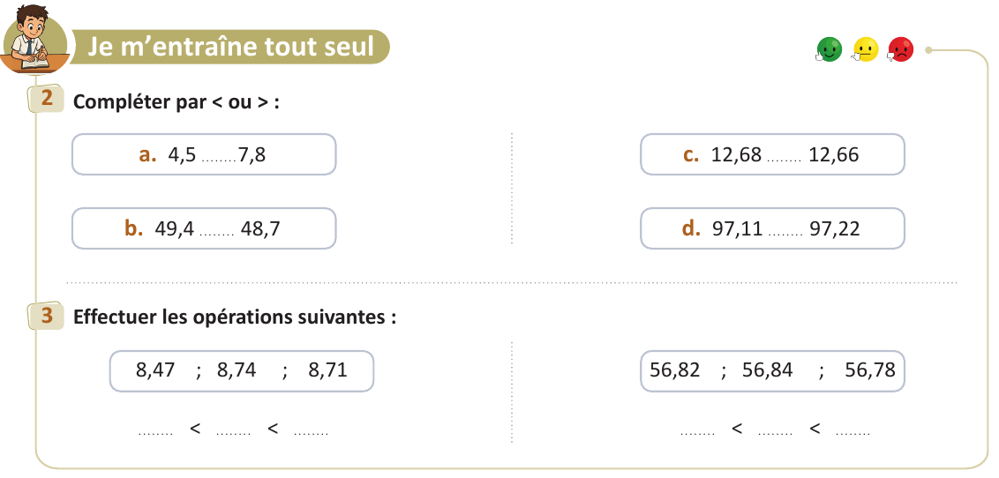 Je m’entraîne tout seul
2 Compléter par < ou > :
a. 4,5 ........7,8
c. 12,68 ........ 12,66
b. 49,4 ........ 48,7
d. 97,11 ........ 97,22
3 Effectuer les opérations suivantes :
8,47 ; 8,74 ; 8,71
56,82 ; 56,84 ; 56,78
........ < ........ < ........
........ < ........ < ........